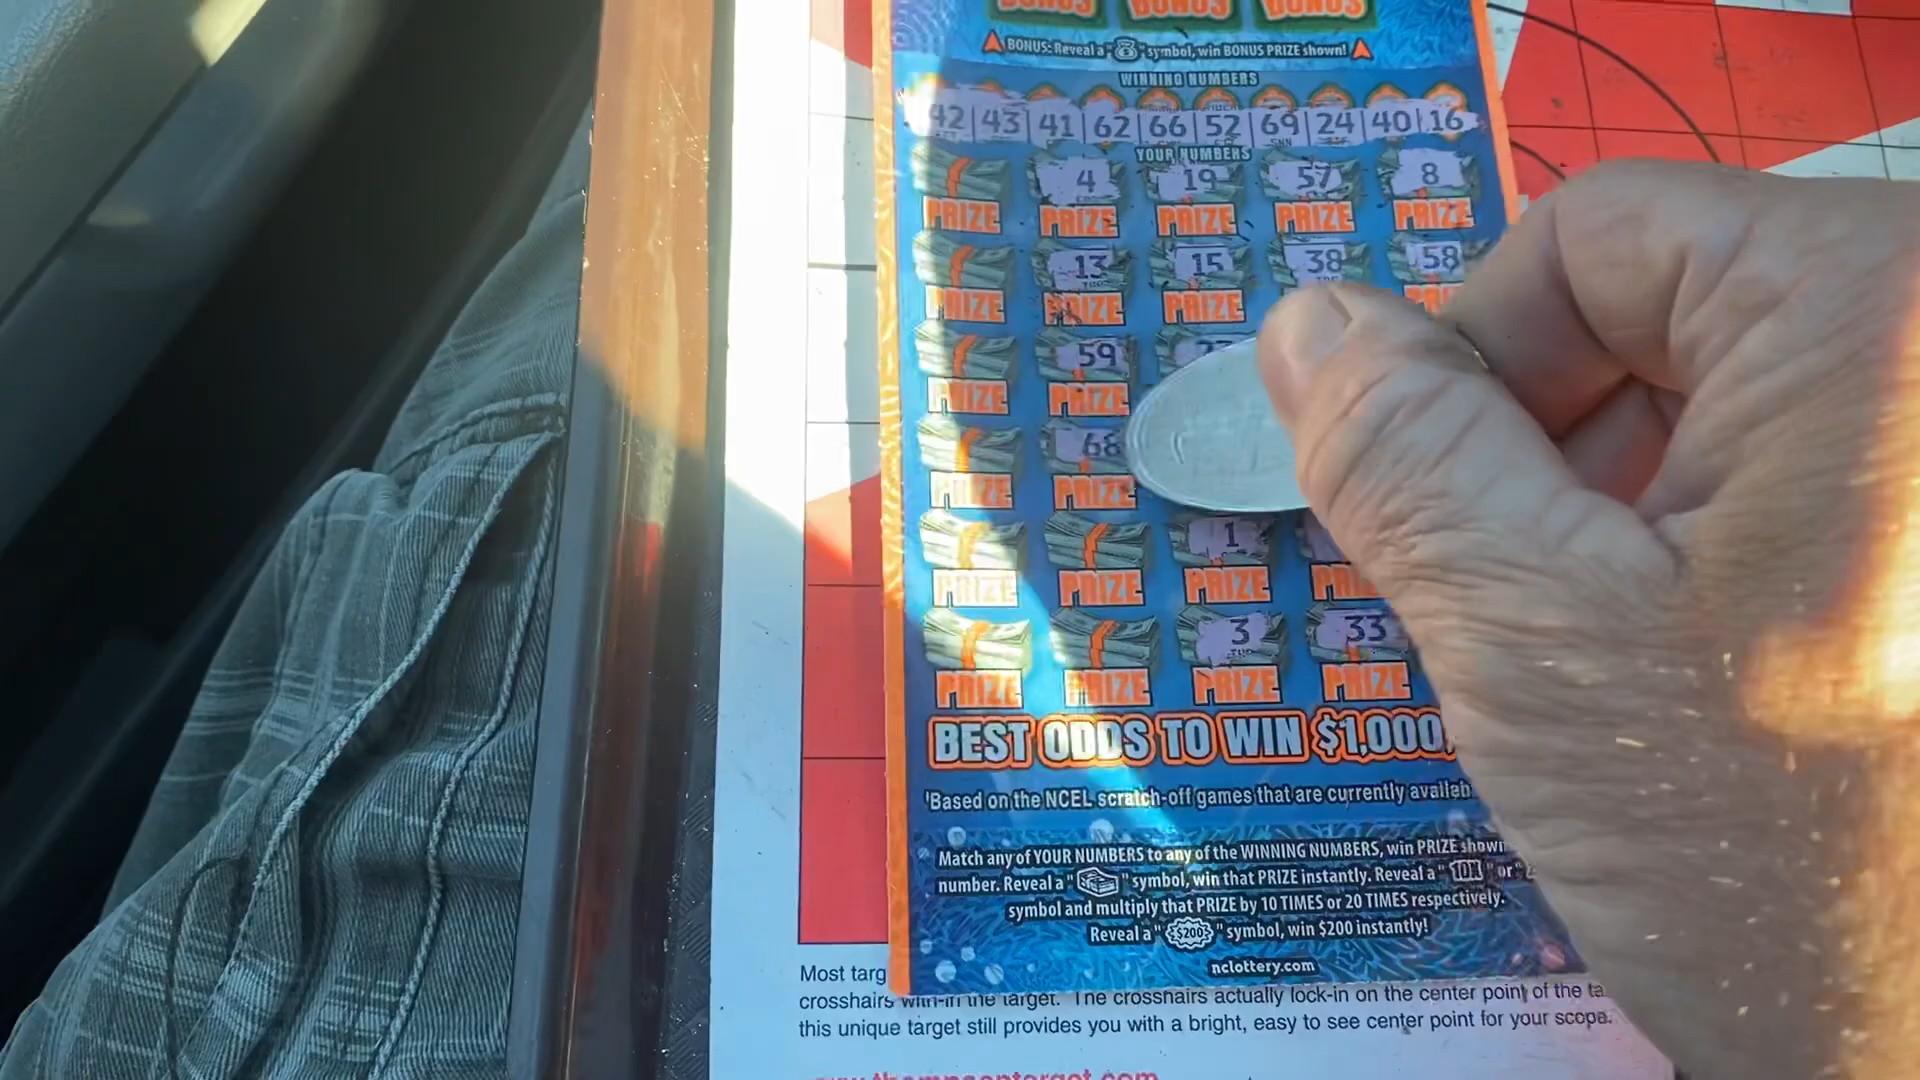 BONUS BONUS BONUS
BONUS: Reveal a " " symbol, win BONUS PRIZE shown!
WINNING NUMBERS
42 43 41 62 66 52 69 24 40 16
YOUR NUMBERS
4 19 57 8
PRIZE PRIZE PRIZE PRIZE PRIZE
13 15 38 58
PRIZE PRIZE PRIZE
59
PRIZE PRIZE
68
PRIZE PRIZE
1
PRIZE PRIZE PRIZE
3 33
PRIZE PRIZE PRIZE PRIZE
BEST ODDS TO WIN $1,000,
Based on the NCEL scratch-off games that are currently
Match any of YOUR NUMBERS to any of the WINNING NUMBERS, win PRIZE
number. Reveal a " " symbol, win that PRIZE instantly. Reveal a " 10X " or "
symbol and multiply that PRIZE by 10 TIMES or 20 TIMES respectively.
Reveal a " $200 " symbol, win $200 instantly!
nclottery.com
Most
crosshairs with-in the target. The crosshairs actually lock-in on the center point of the
this unique target still provides you with a bright, easy to see center point for your scope.